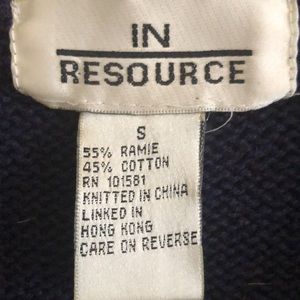 IN
RESOURCE
S
55% RAMIE
45% COTTON
RN 101581
KNITTED IN CHINA
LINKED IN
HONG KONG
CARE ON REVERSE